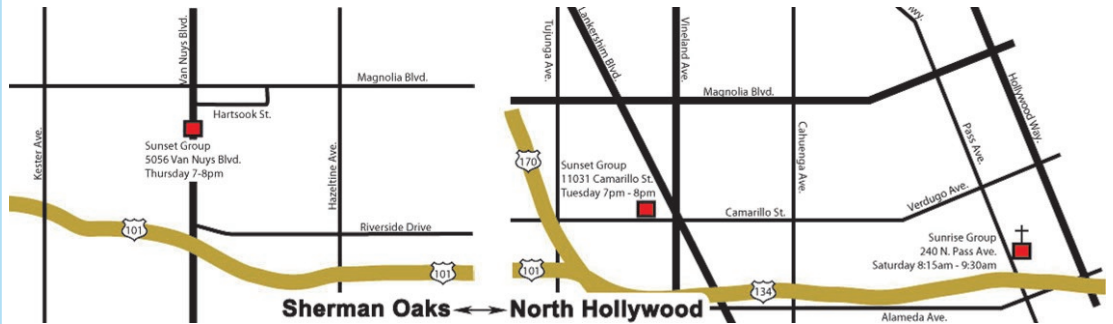 Kester Ave.
Van Nuys Blvd.
Magnolia Blvd.
Hartsook St.
Sunset Group
5056 Van Nuys Blvd.
Thursday 7-8pm
Hazeltine Ave.
Riverside Drive
101
101
Tujunga Ave.
Lankershim Blvd.
Vineland Ave.
Magnolia Blvd.
Cahuenga Ave.
Hollywood Way.
Pass Ave.
170
Sunset Group
11031 Camarillo St.
Tuesday 7pm - 8pm
Camarillo St.
Verdugo Ave.
Sunrise Group
240 N. Pass Ave.
Saturday 8:15am - 9:30am
101
134
Alameda Ave.
Sherman Oaks
North Hollywood